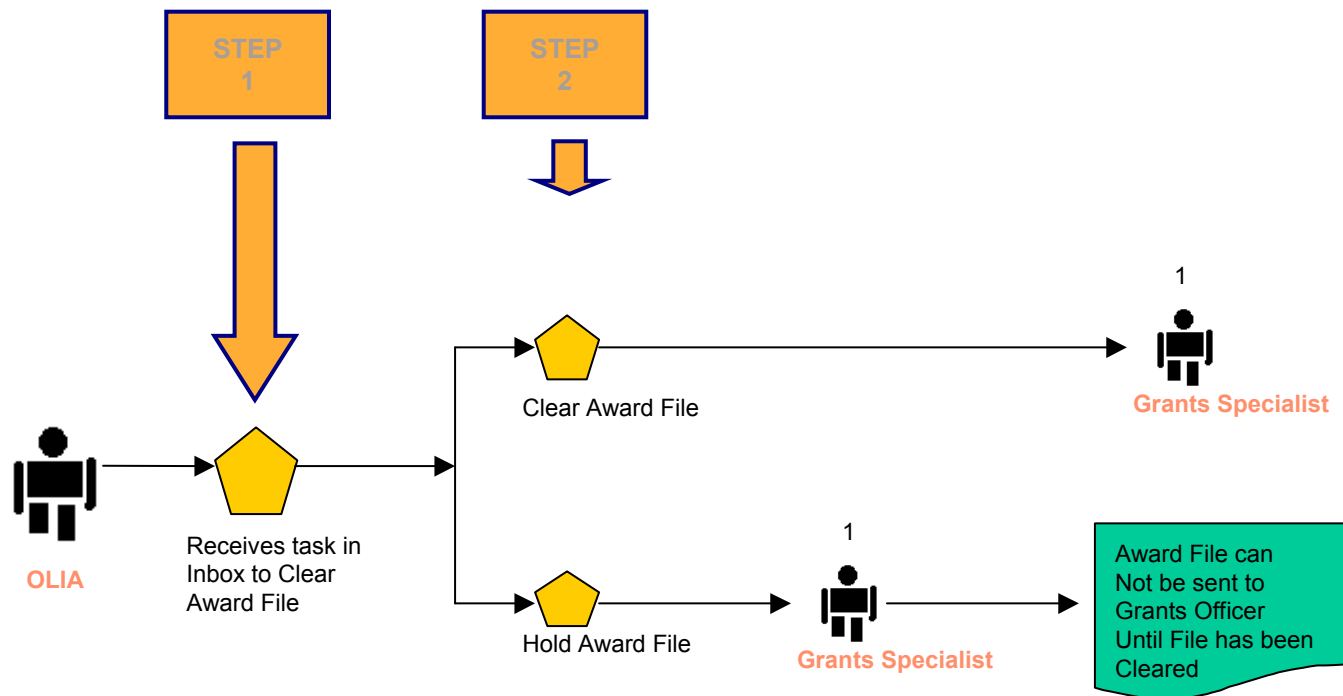 STEP
1
STEP
2
1
Clear Award File
Grants Specialist
OLIA
Receives task in
Inbox to Clear
Award File
1
Hold Award File
Grants Specialist
Award File can
Not be sent to
Grants Officer
Until File has been
Cleared